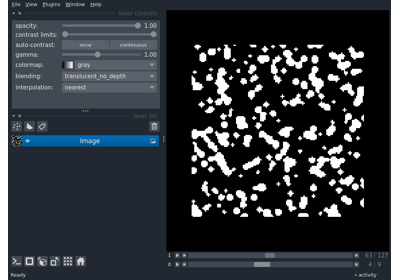 File View Plugins Window Help
layer controls
opacity: 1.00
contrast limits:
auto-contrast: once continuous
gamma: 1.00
colormap: gray
blending: translucent_no_depth
interpolation: nearest
layer list
Image
1 63 127
0 4 9
Ready activity